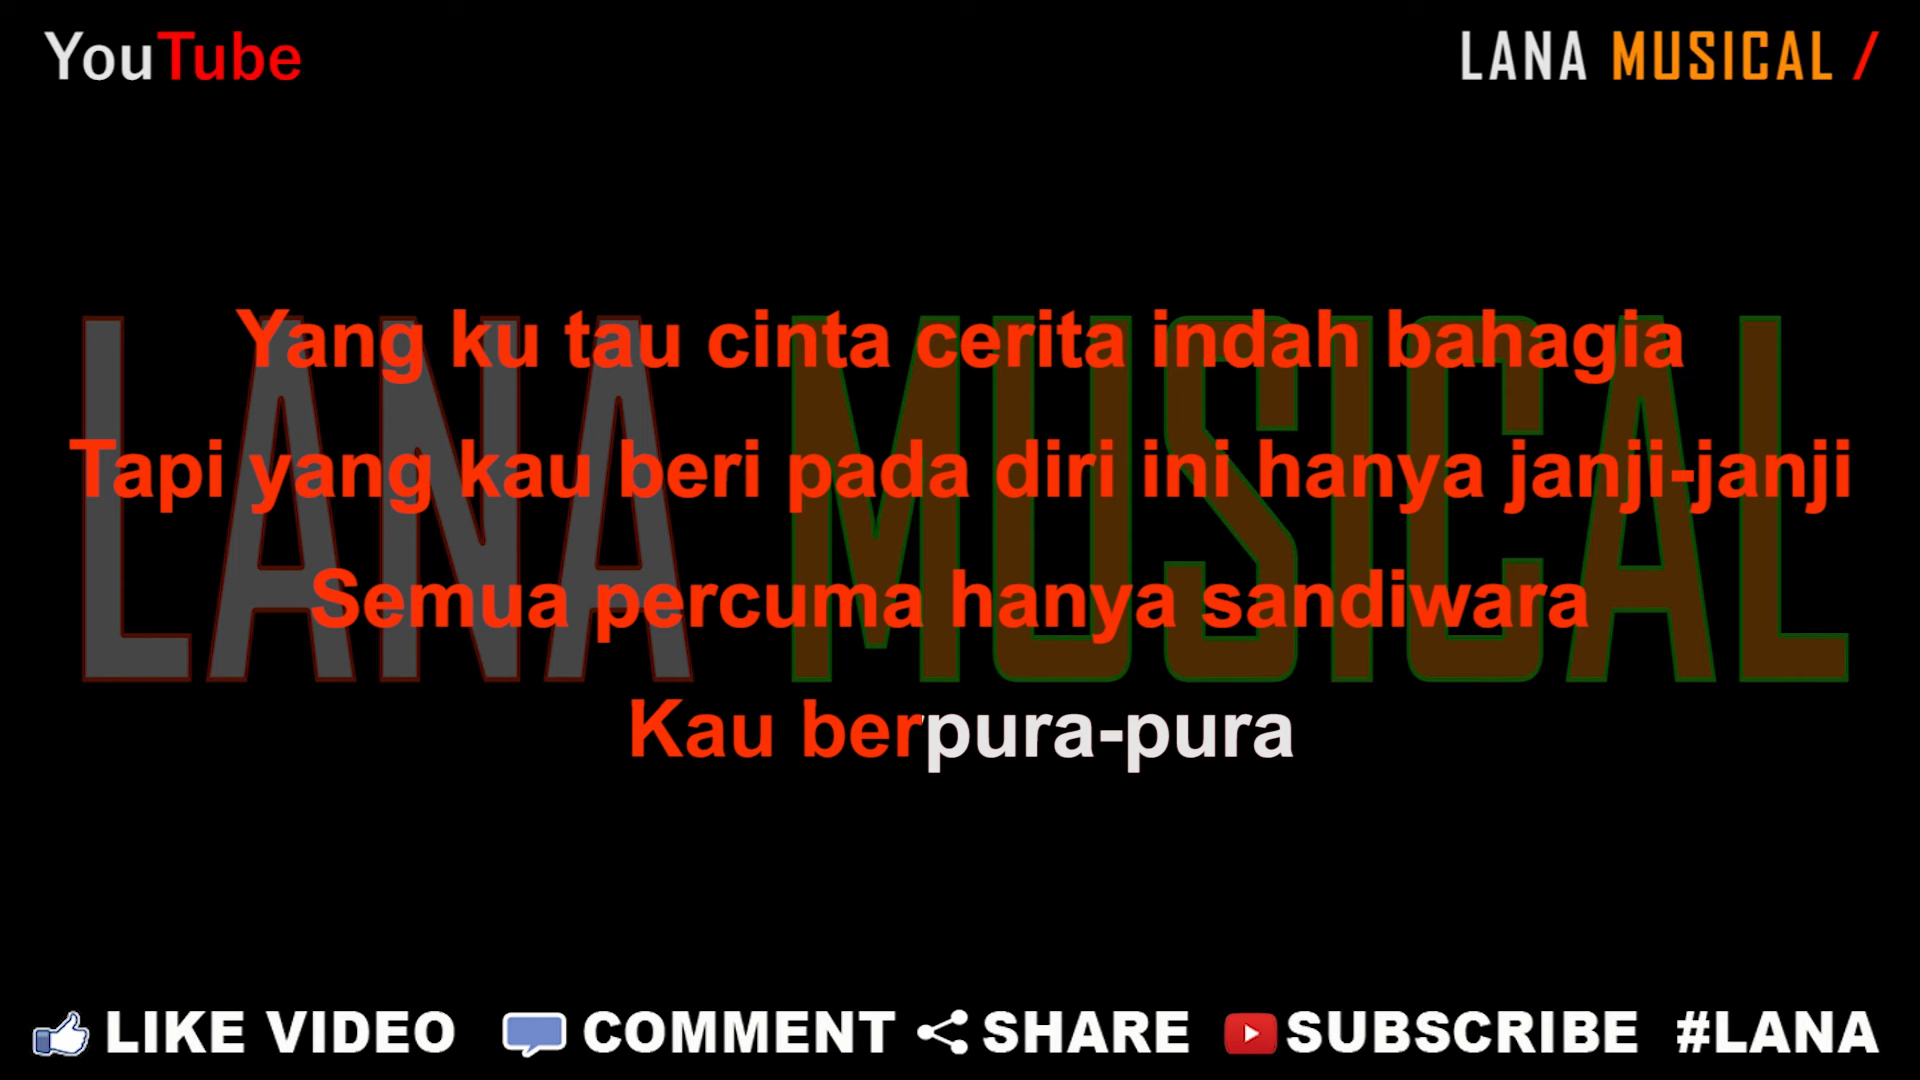 YouTube
LANA MUSICAL /
LANA MUSICAL
Yang ku tau cinta cerita indah bahagia
Tapi yang kau beri pada diri ini hanya janji-janji
Semua percuma hanya sandiwara
Kau berpura-pura
LIKE VIDEO COMMENT SHARE SUBSCRIBE #LANA